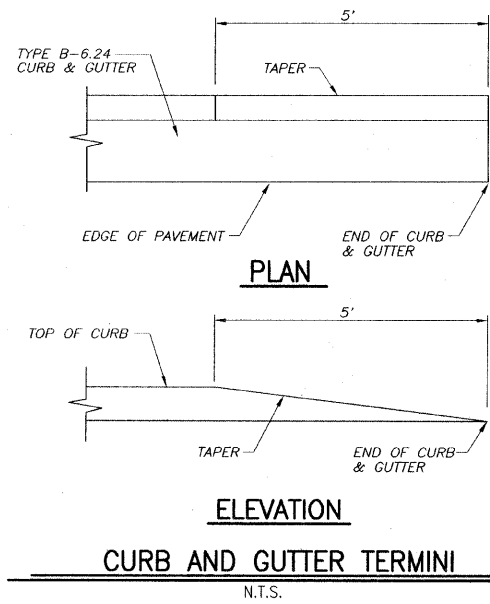 5'
TYPE B-6.24
CURB & GUTTER
TAPER
EDGE OF PAVEMENT
END OF CURB
& GUTTER
PLAN
5'
TOP OF CURB
TAPER
END OF CURB
& GUTTER
ELEVATION
CURB AND GUTTER TERMINI
N.T.S.